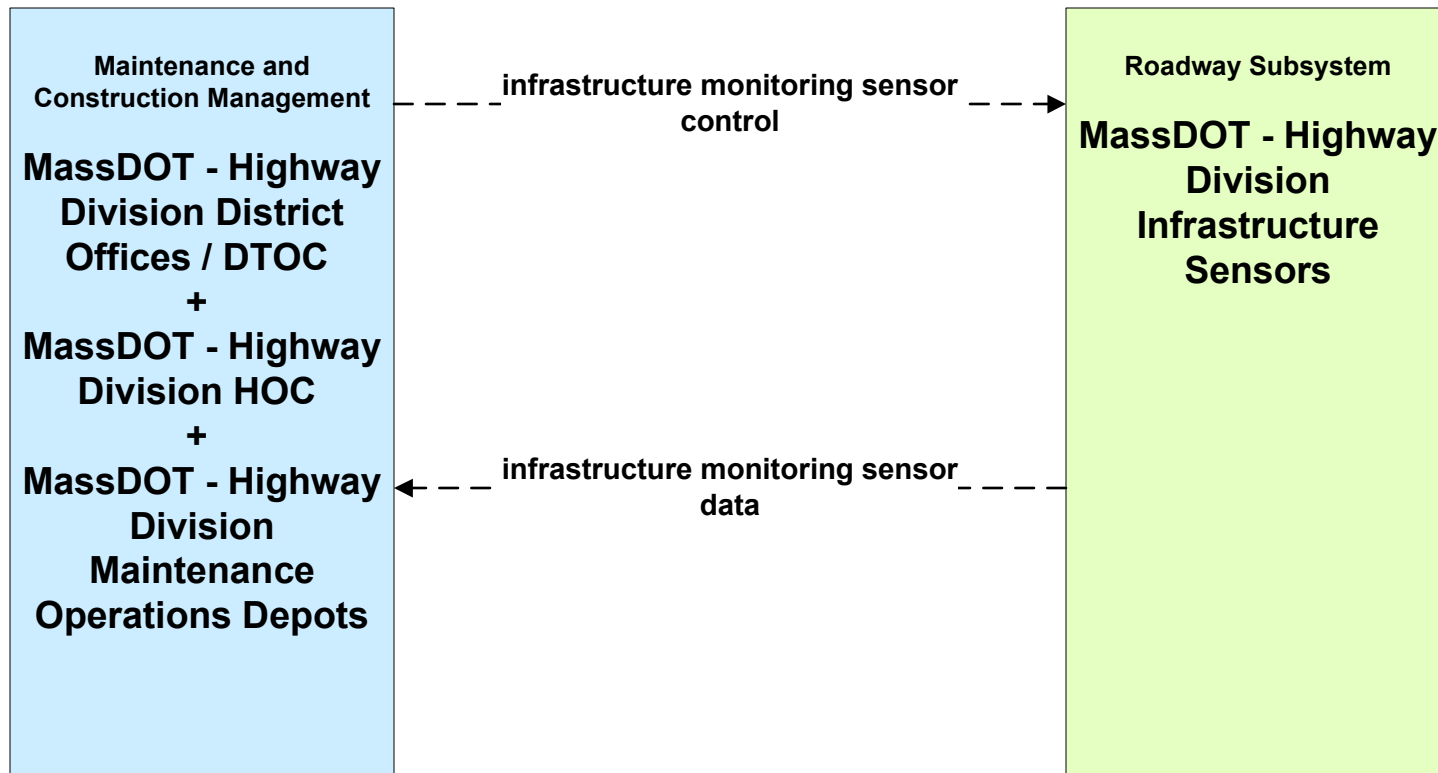 Maintenance and
Construction Management
MassDOT - Highway
Division District
Offices / DTOC
+
MassDOT - Highway
Division HOC
+
MassDOT - Highway
Division
Maintenance
Operations Depots
infrastructure monitoring sensor
control
infrastructure monitoring sensor
data
Roadway Subsystem
MassDOT - Highway
Division
Infrastructure
Sensors